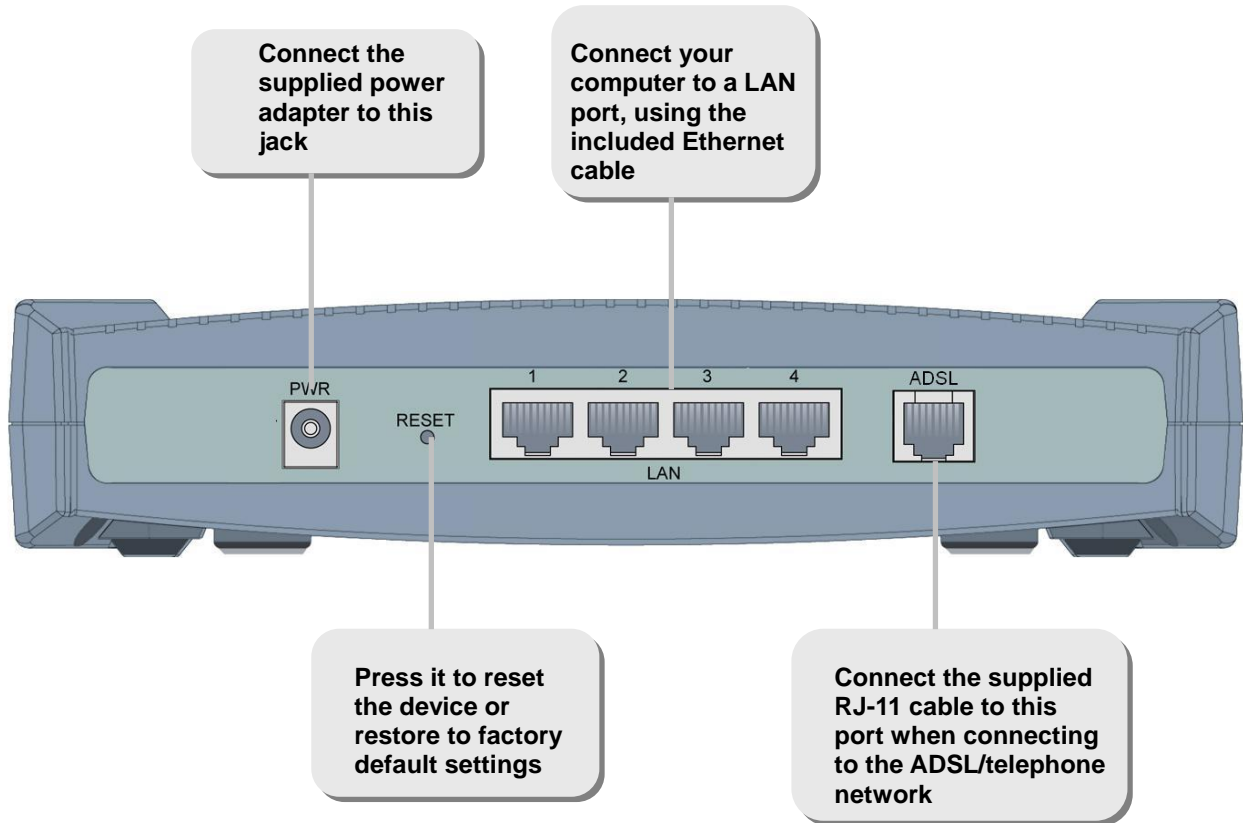 Connect the
supplied power
adapter to this
jack
Connect your
computer to a LAN
port, using the
included Ethernet
cable
PWR
RESET
1 2 3 4
LAN
ADSL
Press it to reset
the device or
restore to factory
default settings
Connect the supplied
RJ-11 cable to this
port when connecting
to the ADSL/telephone
network